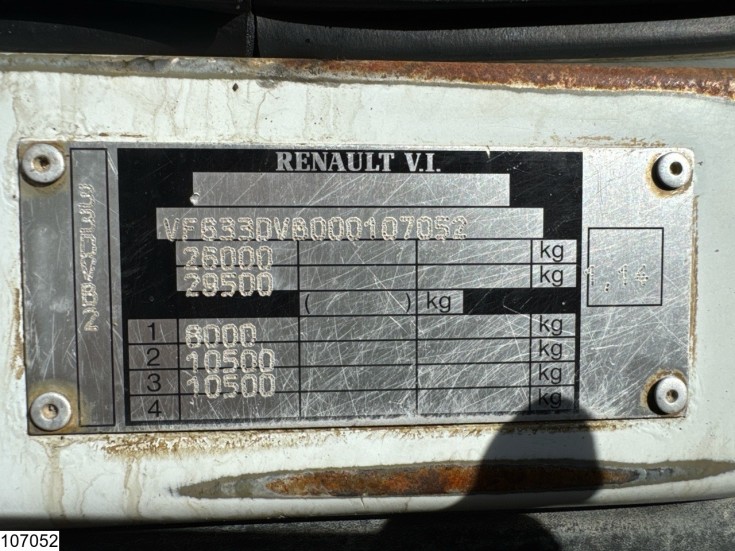 RENAULT V.I.
VF633DVB000107052
26000 kg
29500 kg
( ) kg
1 8000 kg
2 10500 kg
3 10500 kg
4 kg
1,14
107052